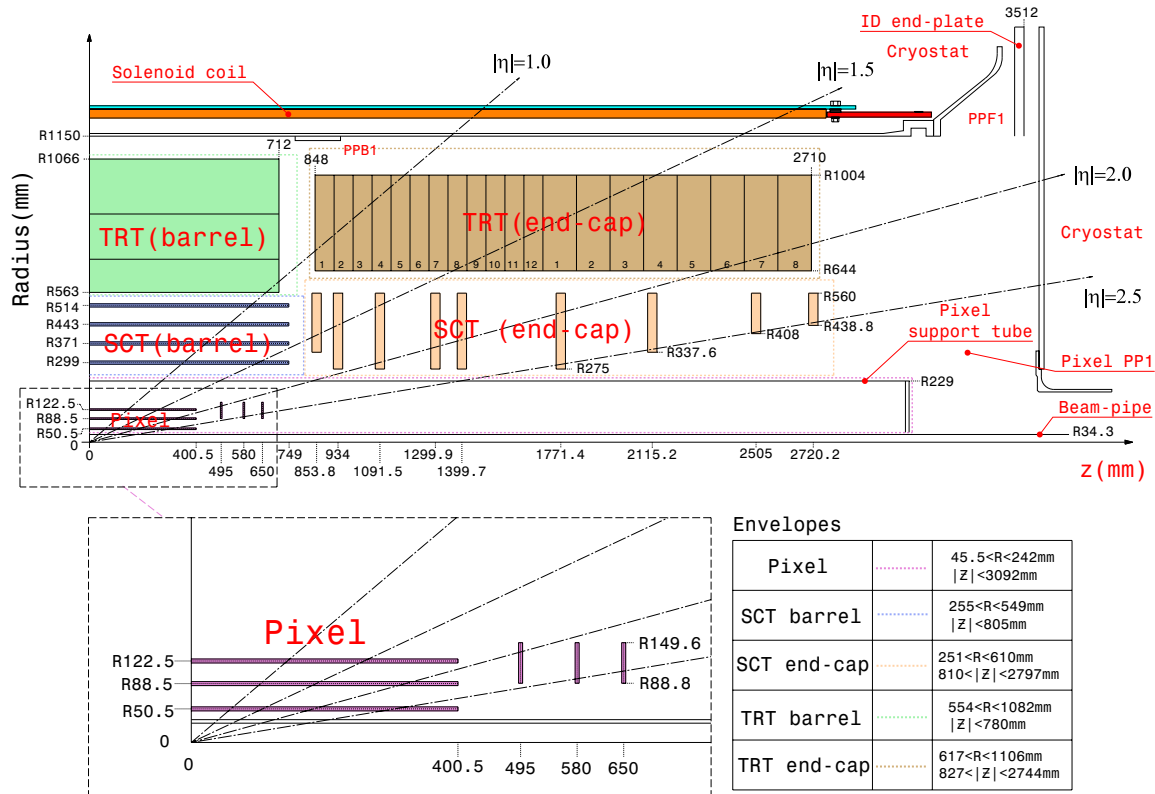 3512
ID end-plate
Cryostat
|η|=1.0
|η|=1.5
Solenoid coil
PPF1
R1150
712
PPB1
848
2710
R1066
R1004
|η|=2.0
TRT(barrel)
TRT(end-cap)
Radius(mm)
Cryostat
1 2 3 4 5 6 7 8 9 10 11 12 1 2 3 4 5 6 7 8
R644
R563
R560
|η|=2.5
R514
R443
R438.8
Pixel
support tube
SCT(barrel)
SCT (end-cap)
R408
R371
R337.6
R299
R275
Pixel PP1
R229
R122.5
R88.5
Pixel
R50.5
Beam-pipe
R34.3
0
0
400.5
580
749
934
1299.9
1771.4
2115.2
2505
2720.2
495
650
853.8
1091.5
1399.7
z(mm)
Envelopes
Pixel
45.5<R<242mm
|Z|<3092mm
SCT barrel
255<R<549mm
|Z|<805mm
SCT end-cap
251<R<610mm
810<|Z|<2797mm
TRT barrel
554<R<1082mm
|Z|<780mm
TRT end-cap
617<R<1106mm
827<|Z|<2744mm
Pixel
R149.6
R122.5
R88.5
R88.8
R50.5
0
0
400.5
495
580
650